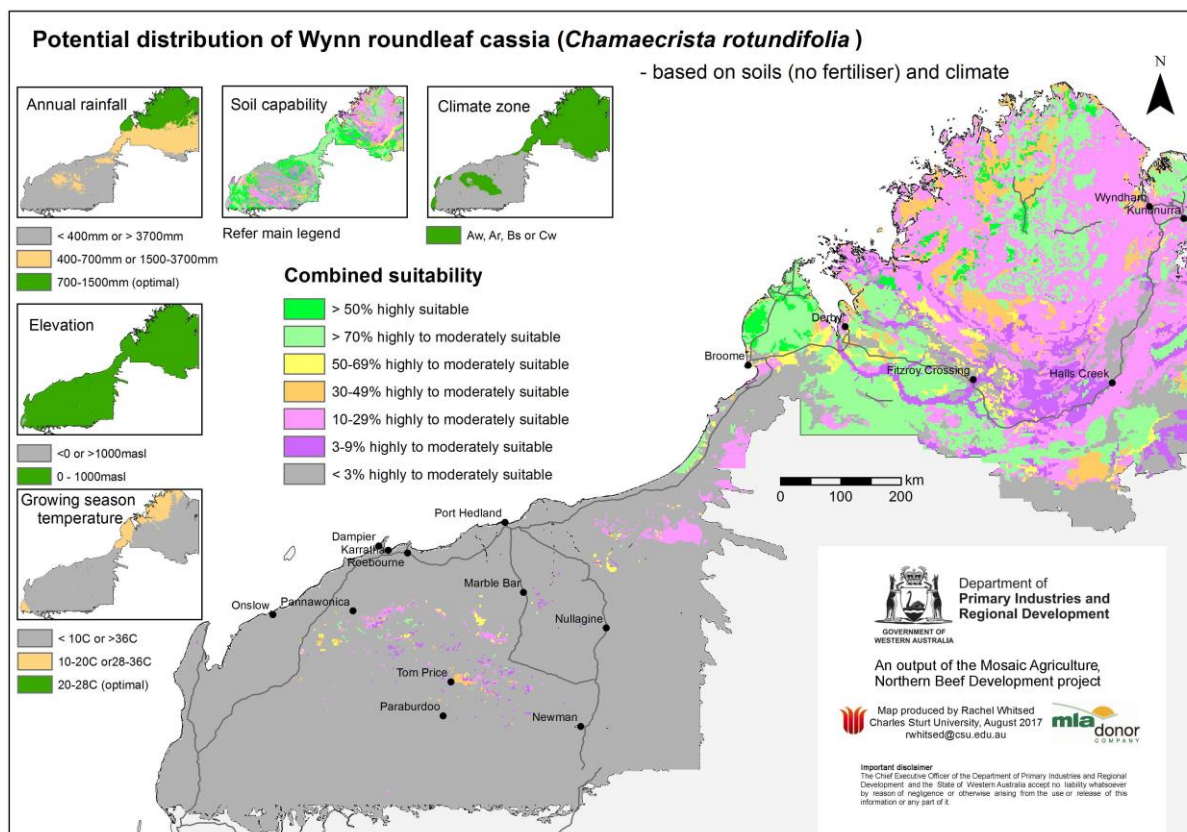 Potential distribution of Wynn roundleaf cassia (Chamaecrista rotundifolia )
- based on soils (no fertiliser) and climate
N
Annual rainfall
< 400mm or > 3700mm
400-700mm or 1500-3700mm
700-1500mm (optimal)
Soil capability
Refer main legend
Climate zone
Aw, Ar, Bs or Cw
Elevation
<0 or >1000masl
0 - 1000masl
Growing season
temperature
< 10C or >36C
10-20C or28-36C
20-28C (optimal)
Combined suitability
> 50% highly suitable
> 70% highly to moderately suitable
50-69% highly to moderately suitable
30-49% highly to moderately suitable
10-29% highly to moderately suitable
3-9% highly to moderately suitable
< 3% highly to moderately suitable
Wyndham
Kununurra
Derby
Broome
Fitzroy Crossing
Halls Creek
0 50 100 200 km
Port Hedland
Dampier
Karratha
Roebourne
Marble Bar
Onslow
Pannawonica
Nullagine
Tom Price
Paraburdoo
Newman
GOVERNMENT OF
WESTERN AUSTRALIA
Department of
Primary Industries and
Regional Development
An output of the Mosaic Agriculture,
Northern Beef Development project
Map produced by Rachel Whitsed
Charles Sturt University, August 2017
rwhitsed@csu.edu.au
mla
donor
COMPANY
Important disclaimer
The Chief Executive Officer of the Department of Primary Industries and Regional
Development and the State of Western Australia accept no liability whatsoever
by reason of negligence or otherwise arising from the use or release of this
information or any part of it